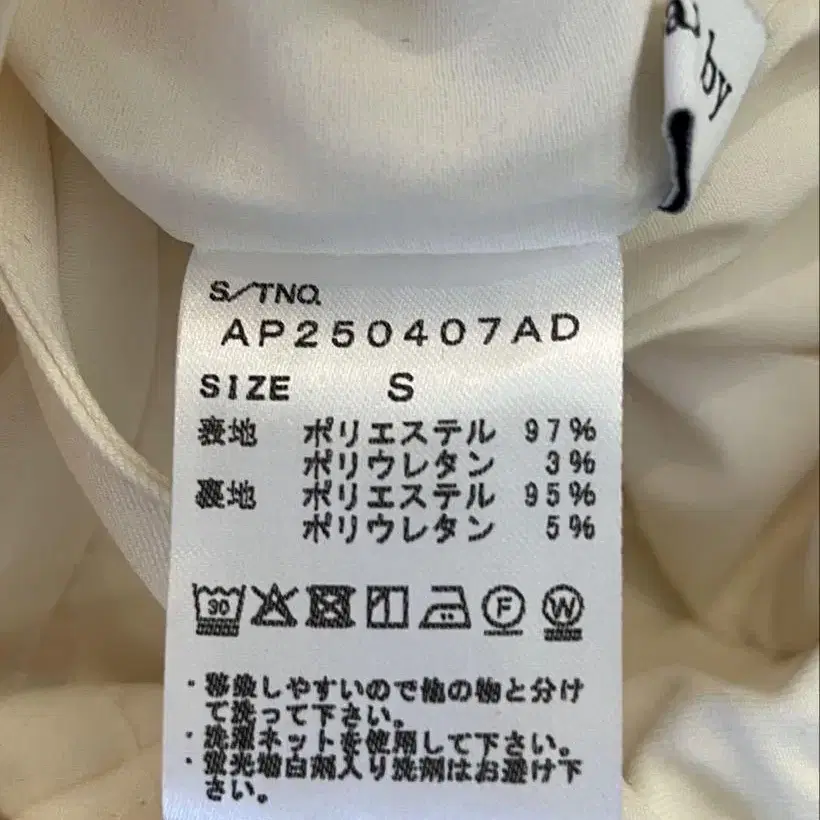 by
S/TNO.
AP250407AD
SIZE S
表地 ポリエステル 97%
ポリウレタン 3%
裏地 ポリエステル 95%
ポリウレタン 5%
30 F W
・移染しやすいので他の物と分け
て洗って下さい。
・洗濯ネットを使用して下さい。
・蛍光増白剤入り洗剤はお避け下
さい。